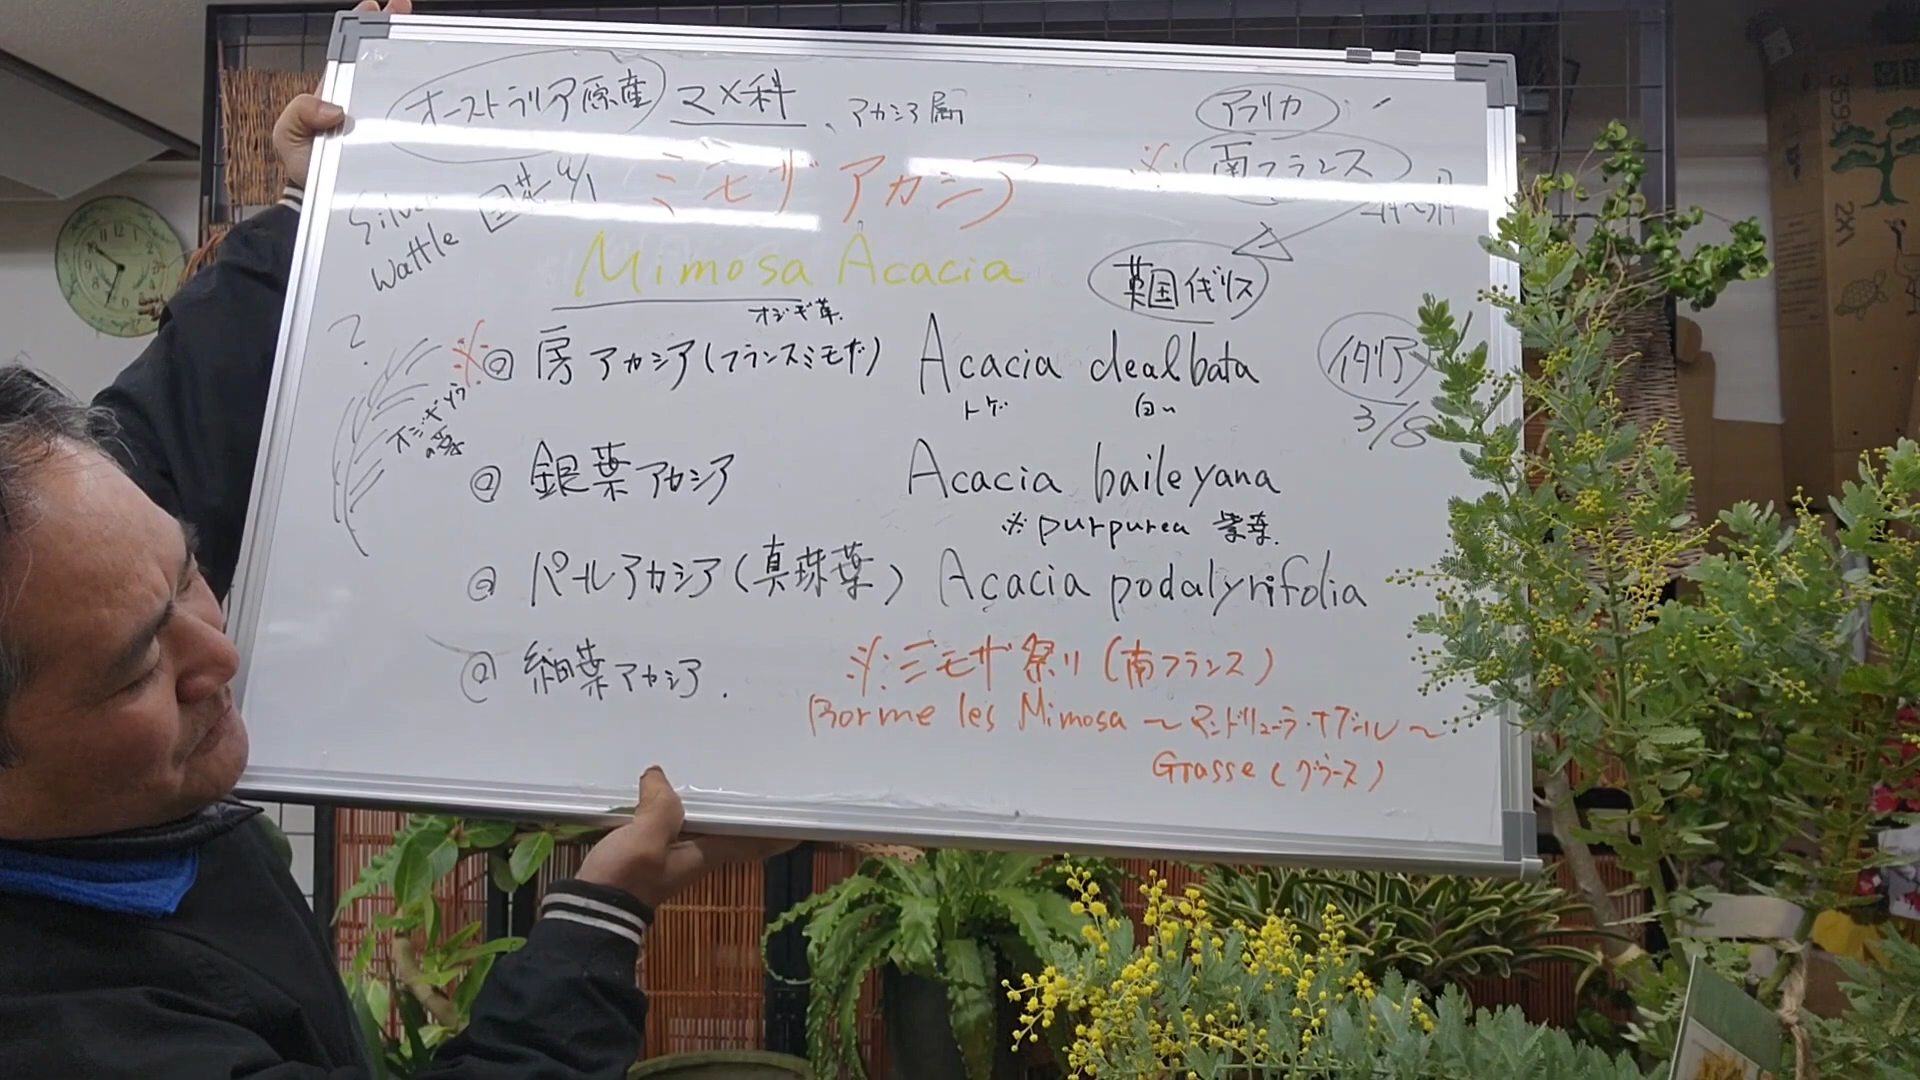 オーストラリア原産 マメ科、アカシア属
アフリカ
※南フランス
ミモザアカシア
Silver
Wattle
国花 9/1
Mimosa Acacia
オジギ草.
英国イギリス
※ 房アカシア(フランスミモザ) Acacia dealbata
トゲ 白い
イタリア
3/8
?
オジギソウ
の葉
銀葉アカシア Acacia baileyana
※purpurea 紫葉.
パールアカシア(真珠葉) Acacia podalyrifolia
細葉アカシア.
※ミモザ祭り(南フランス)
Borme les Mimosa ～マンドリューラ・ナプール～
Grasse(グラース)